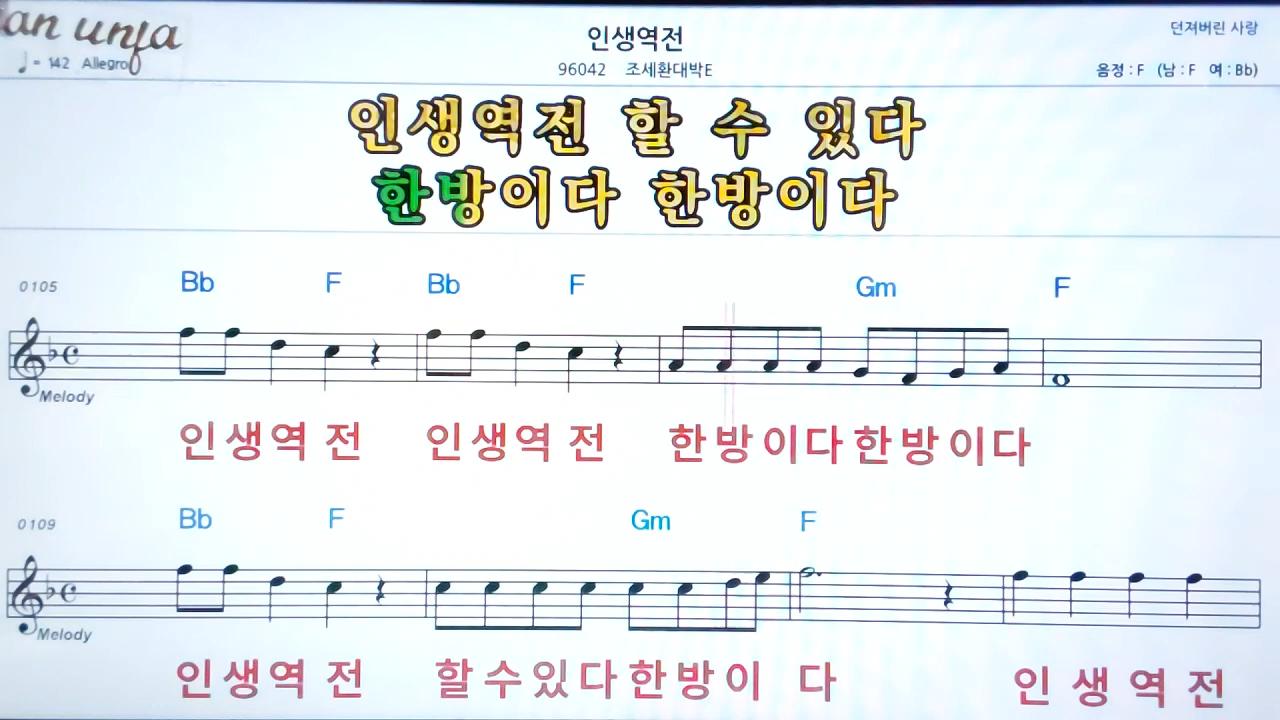 인생역전
던져버린 사랑
♩= 142 Allegro
96042 조세환대박E
음정 : F (남 : F 여 : Bb)
인생역전 할 수 있다
한방이다 한방이다
0105 Bb F Bb F Gm F
Melody
인생역 전 인생역 전 한방이다한방이다
0109 Bb F Gm F
Melody
인생역 전 할수있다한방이 다 인 생 역 전